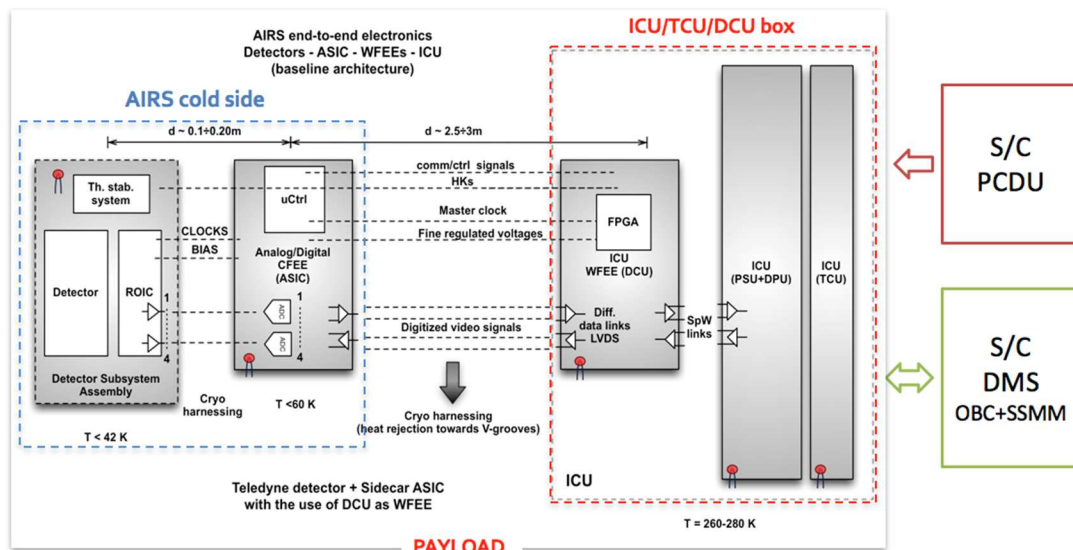 AIRS end-to-end electronics
Detectors - ASIC - WFEEs - ICU
(baseline architecture)
ICU/TCU/DCU box
AIRS cold side
d ~ 0.1÷0.20m
d ~ 2.5÷3m
Th. stab.
system
uCtrl
comm/ctrl signals
HKs
Master clock
Fine regulated voltages
CLOCKS
BIAS
Analog/Digital
CFEE
(ASIC)
FPGA
ICU
WFEE (DCU)
Detector
ROIC
1
4
ADC
ADC
1
4
Digitized video signals
Diff.
data links
LVDS
SpW
links
ICU
(PSU+DPU)
ICU
(TCU)
Detector Subsystem
Assembly
Cryo
harnessing
T <60 K
T < 42 K
Cryo harnessing
(heat rejection towards V-grooves)
ICU
Teledyne detector + Sidecar ASIC
with the use of DCU as WFEE
T = 260-280 K
PAYLOAD
S/C
PCDU
S/C
DMS
OBC+SSMM